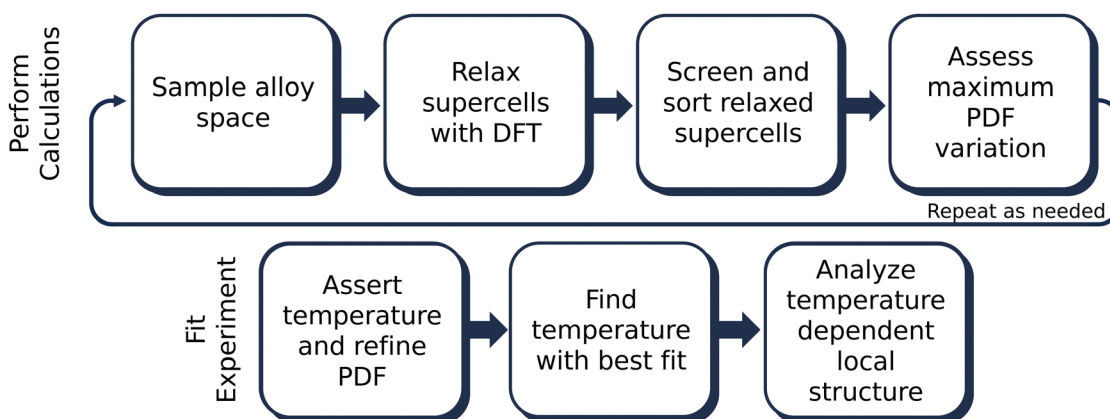 Perform
Calculations
Sample alloy
space
Relax
supercells
with DFT
Screen and
sort relaxed
supercells
Assess
maximum
PDF
variation
Repeat as needed
Fit
Experiment
Assert
temperature
and refine
PDF
Find
temperature
with best fit
Analyze
temperature
dependent
local
structure